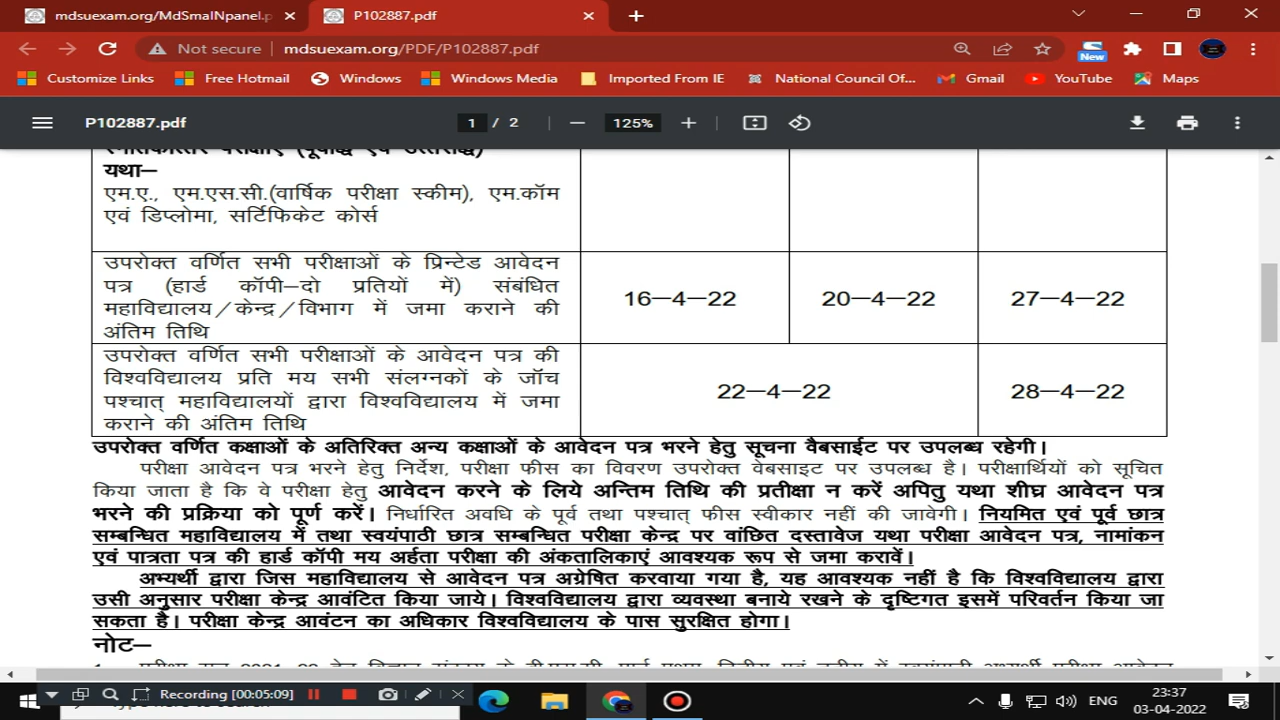 mdsuexam.org/MdSmaINpanel.p
P102887.pdf
Not secure
mdsuexam.org/PDF/P102887.pdf
New
Customize Links
Free Hotmail
Windows
Windows Media
Imported From IE
National Council Of...
Gmail
YouTube
Maps
P102887.pdf
1 / 2
125%
यथा–
एम.ए., एम.एस.सी.(वार्षिक परीक्षा स्कीम), एम.कॉम
एवं डिप्लोमा, सर्टिफिकेट कोर्स
उपरोक्त वर्णित सभी परीक्षाओं के प्रिन्टेड आवेदन
पत्र (हार्ड कॉपी–दो प्रतियों में) संबंधित
महाविद्यालय/केन्द्र/विभाग में जमा कराने की
अंतिम तिथि
16–4–22
20–4–22
27–4–22
उपरोक्त वर्णित सभी परीक्षाओं के आवेदन पत्र की
विश्वविद्यालय प्रति मय सभी संलग्नकों के जॉच
पश्चात् महाविद्यालयों द्वारा विश्वविद्यालय में जमा
कराने की अंतिम तिथि
22–4–22
28–4–22
उपरोक्त वर्णित कक्षाओं के अतिरिक्त अन्य कक्षाओं के आवेदन पत्र भरने हेतु सूचना वैबसाईट पर उपलब्ध रहेगी।
परीक्षा आवेदन पत्र भरने हेतु निर्देश, परीक्षा फीस का विवरण उपरोक्त वेबसाइट पर उपलब्ध है। परीक्षार्थियों को सूचित
किया जाता है कि वे परीक्षा हेतु आवेदन करने के लिये अन्तिम तिथि की प्रतीक्षा न करें अपितु यथा शीघ्र आवेदन पत्र
भरने की प्रक्रिया को पूर्ण करें। निर्धारित अवधि के पूर्व तथा पश्चात् फीस स्वीकार नहीं की जावेगी। नियमित एवं पूर्व छात्र
सम्बन्धित महाविद्यालय में तथा स्वयंपाठी छात्र सम्बन्धित परीक्षा केन्द्र पर वांछित दस्तावेज यथा परीक्षा आवेदन पत्र, नामांकन
एवं पात्रता पत्र की हार्ड कॉपी मय अर्हता परीक्षा की अंकतालिकाएं आवश्यक रूप से जमा करावें।
अभ्यर्थी द्वारा जिस महाविद्यालय से आवेदन पत्र अग्रेषित करवाया गया है, यह आवश्यक नहीं है कि विश्वविद्यालय द्वारा
उसी अनुसार परीक्षा केन्द्र आवंटित किया जाये। विश्वविद्यालय द्वारा व्यवस्था बनाये रखने के दृष्टिगत इसमें परिवर्तन किया जा
सकता है। परीक्षा केन्द्र आवंटन का अधिकार विश्वविद्यालय के पास सुरक्षित होगा।
नोट–
Recording [00:05:09]
ENG
23:37
03-04-2022